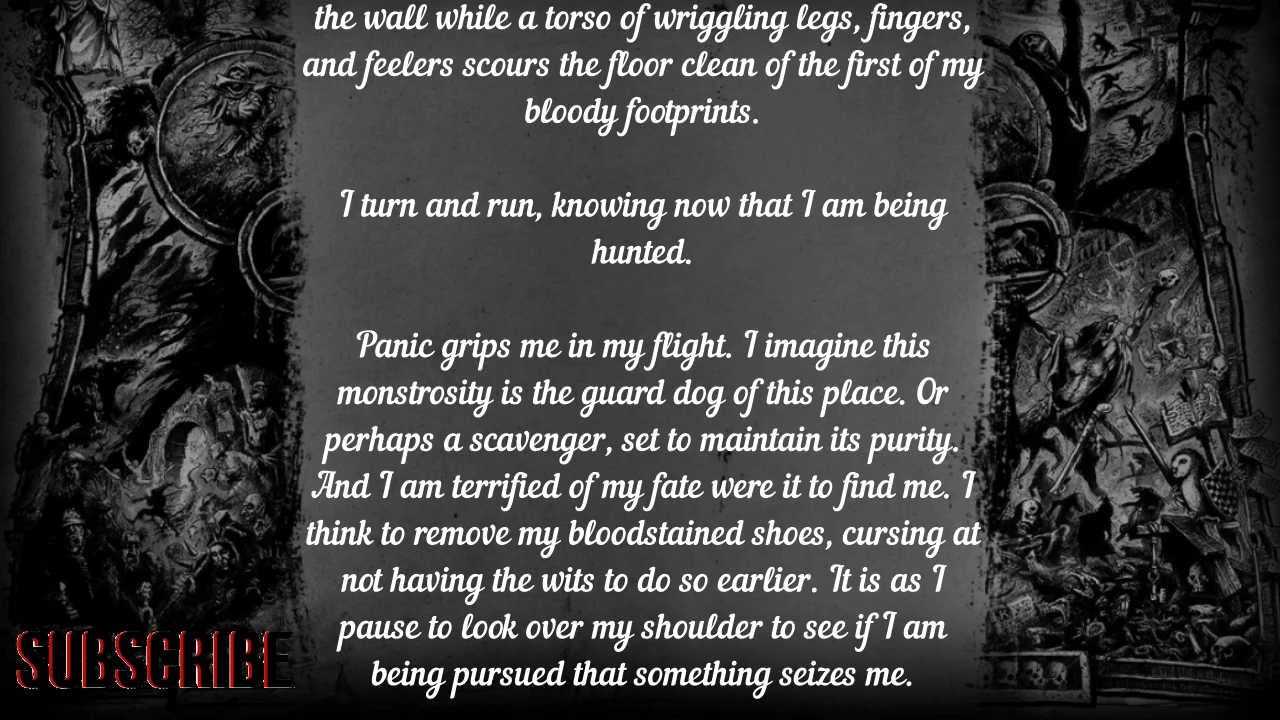 the wall while a torso of wriggling legs, fingers,
and feelers scours the floor clean of the first of my
bloody footprints.
I turn and run, knowing now that I am being
hunted.
Panic grips me in my flight. I imagine this
monstrosity is the guard dog of this place. Or
perhaps a scavenger, set to maintain its purity.
And I am terrified of my fate were it to find me. I
think to remove my bloodstained shoes, cursing at
not having the wits to do so earlier. It is as I
pause to look over my shoulder to see if I am
being pursued that something seizes me.
SUBSCRIBE